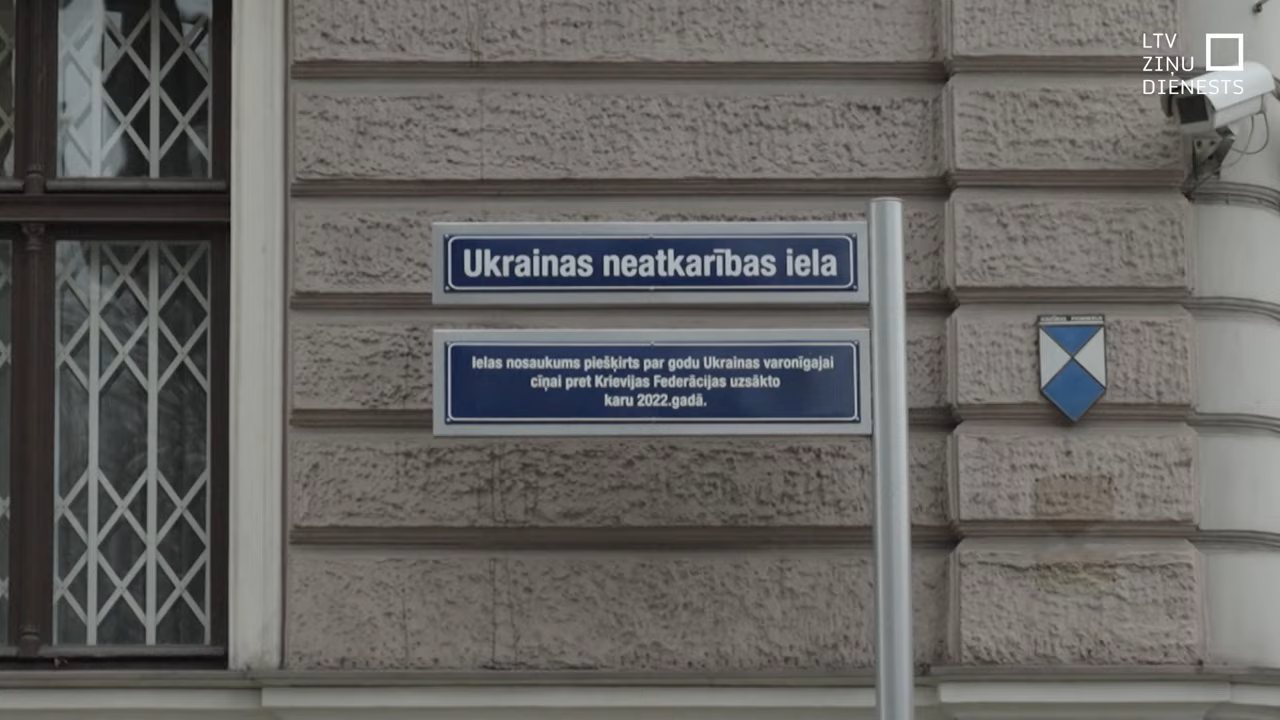 LTV
ZIŅU
DIENESTS
Ukrainas neatkarības iela
Ielas nosaukums piešķirts par godu Ukrainas varonīgajai
cīņai pret Krievijas Federācijas uzsākto
karu 2022.gadā.